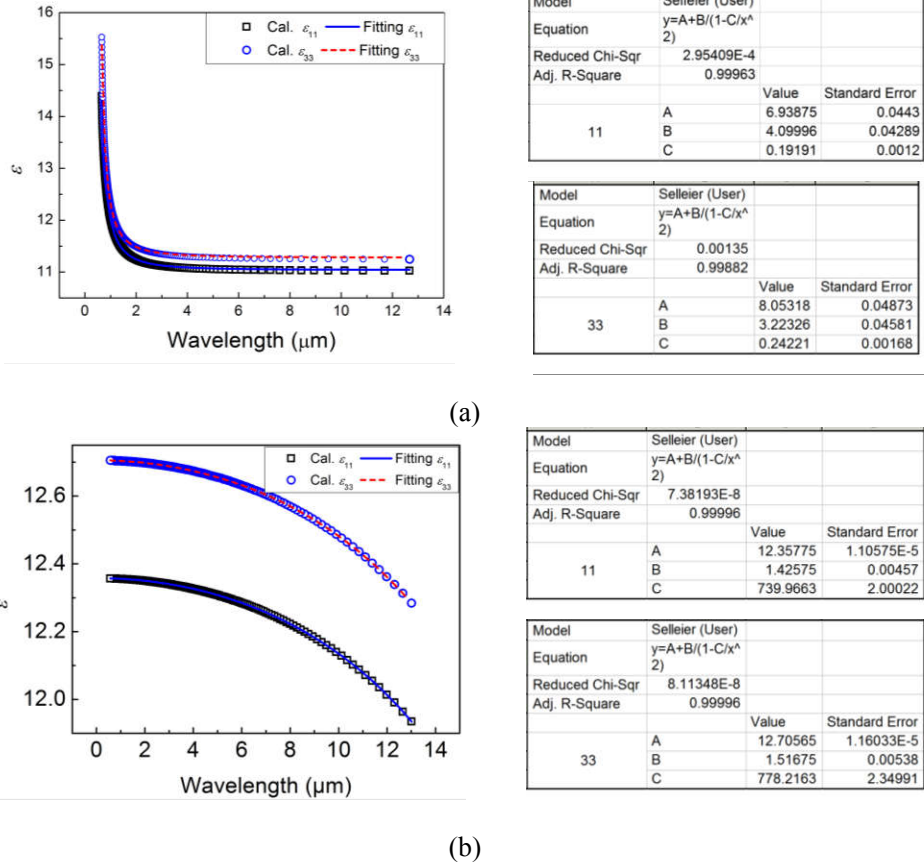 Model Selleier (User)
Equation y=A+B/(1-C/x^
2)
Reduced Chi-Sqr 2.95409E-4
Adj. R-Square 0.99963
Value Standard Error
A 6.93875 0.0443
11 B 4.09996 0.04289
C 0.19191 0.0012
Cal. ε11 Fitting ε11
Cal. ε33 Fitting ε33
16
15
14
13
12
11
ε
0 2 4 6 8 10 12 14
Wavelength (μm)
Model Selleier (User)
Equation y=A+B/(1-C/x^
2)
Reduced Chi-Sqr 0.00135
Adj. R-Square 0.99882
Value Standard Error
A 8.05318 0.04873
33 B 3.22326 0.04581
C 0.24221 0.00168
(a)
Cal. ε11 Fitting ε11
Cal. ε33 Fitting ε33
12.6
12.4
12.2
12.0
ε
0 2 4 6 8 10 12 14
Wavelength (μm)
Model Selleier (User)
Equation y=A+B/(1-C/x^
2)
Reduced Chi-Sqr 7.38193E-8
Adj. R-Square 0.99996
Value Standard Error
A 12.35775 1.10575E-5
11 B 1.42575 0.00457
C 739.9663 2.00022
Model Selleier (User)
Equation y=A+B/(1-C/x^
2)
Reduced Chi-Sqr 8.11348E-8
Adj. R-Square 0.99996
Value Standard Error
A 12.70565 1.16033E-5
33 B 1.51675 0.00538
C 778.2163 2.34991
(b)